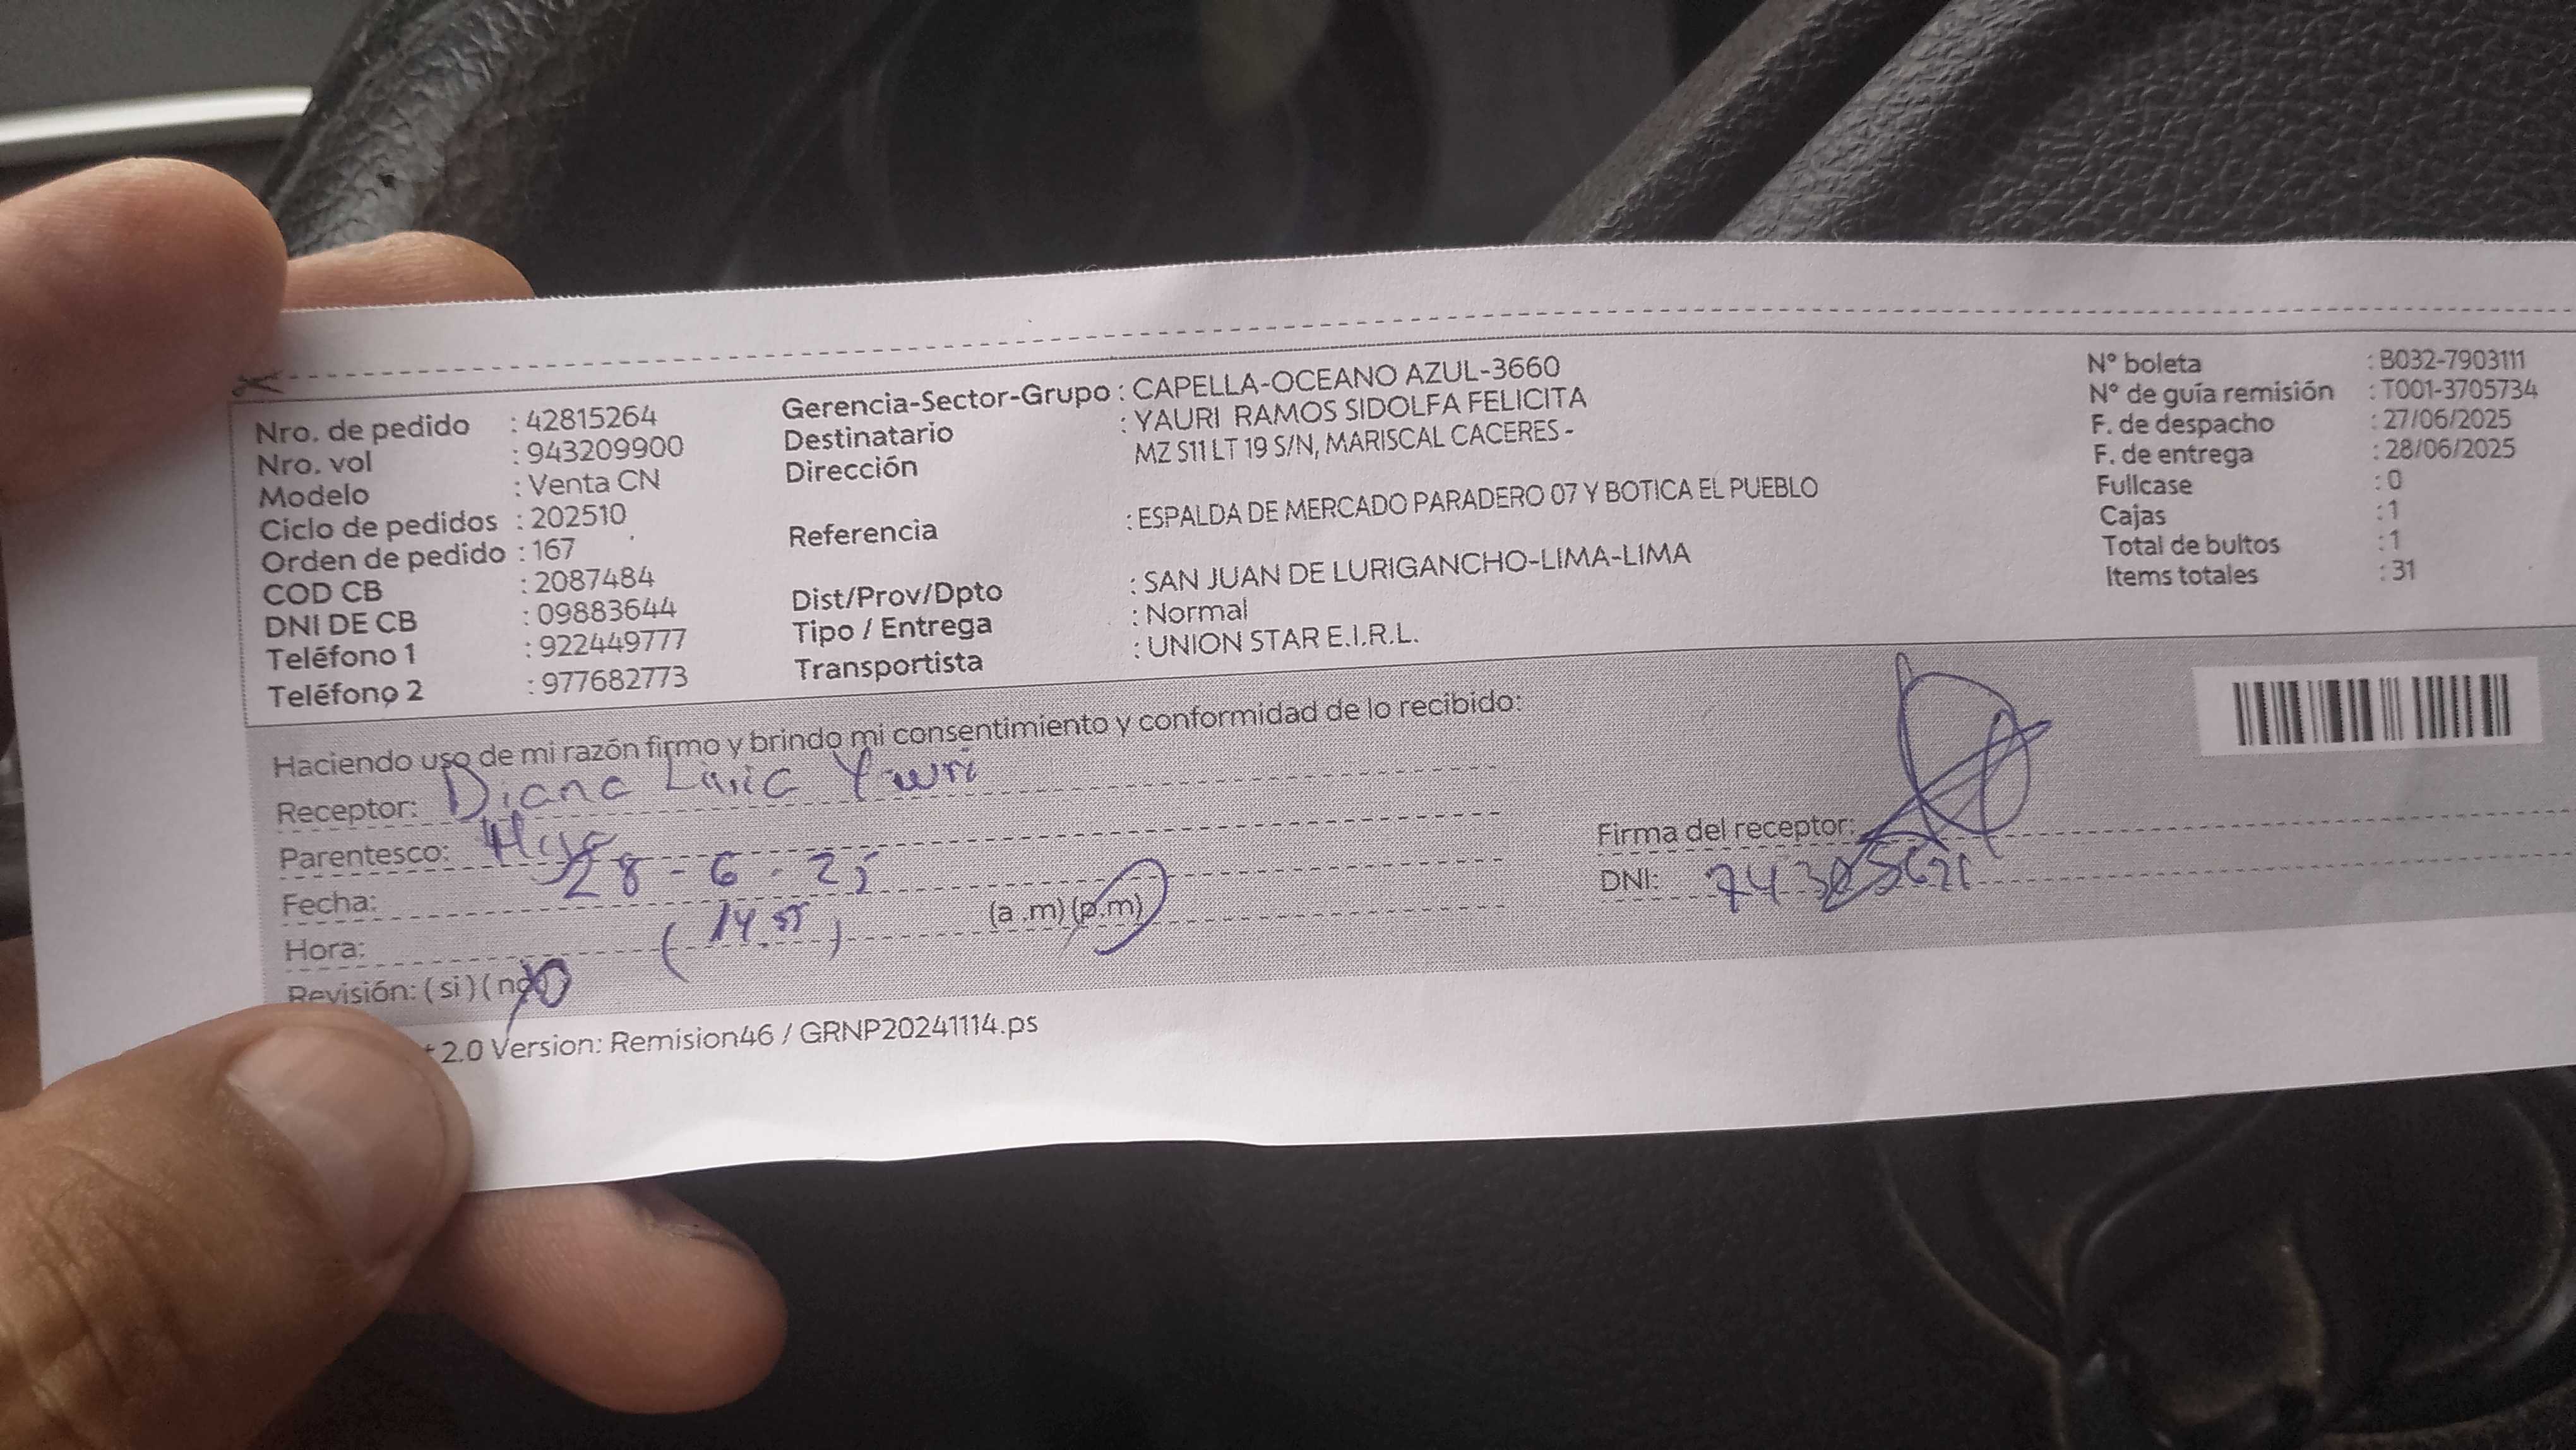 Nro. de pedido : 42815264
Nro. vol : 943209900
Modelo : Venta CN
Ciclo de pedidos : 202510
Orden de pedido : 167
COD CB : 2087484
DNI DE CB : 09883644
Teléfono 1 : 922449777
Teléfono 2 : 977682773
Gerencia-Sector-Grupo : CAPELLA-OCEANO AZUL-3660
Destinatario : YAURI RAMOS SIDOLFA FELICITA
Dirección MZ S11 LT 19 S/N, MARISCAL CACERES -
Referencia : ESPALDA DE MERCADO PARADERO 07 Y BOTICA EL PUEBLO
Dist/Prov/Dpto : SAN JUAN DE LURIGANCHO-LIMA-LIMA
Tipo / Entrega : Normal
Transportista : UNION STAR E.I.R.L.
N° boleta : B032-7903111
N° de guía remisión : T001-3705734
F. de despacho : 27/06/2025
F. de entrega : 28/06/2025
Fullcase : 0
Cajas : 1
Total de bultos : 1
Items totales : 31
Haciendo uso de mi razón firmo y brindo mi consentimiento y conformidad de lo recibido:
Receptor: Diana Yauri
Parentesco: Hija
Fecha: 28-6-25
Hora: (14 55) (a.m) (p.m)
Revisión: (si) (no)
Firma del receptor:
DNI:
2.0 Version: Remision46 / GRNP20241114.ps